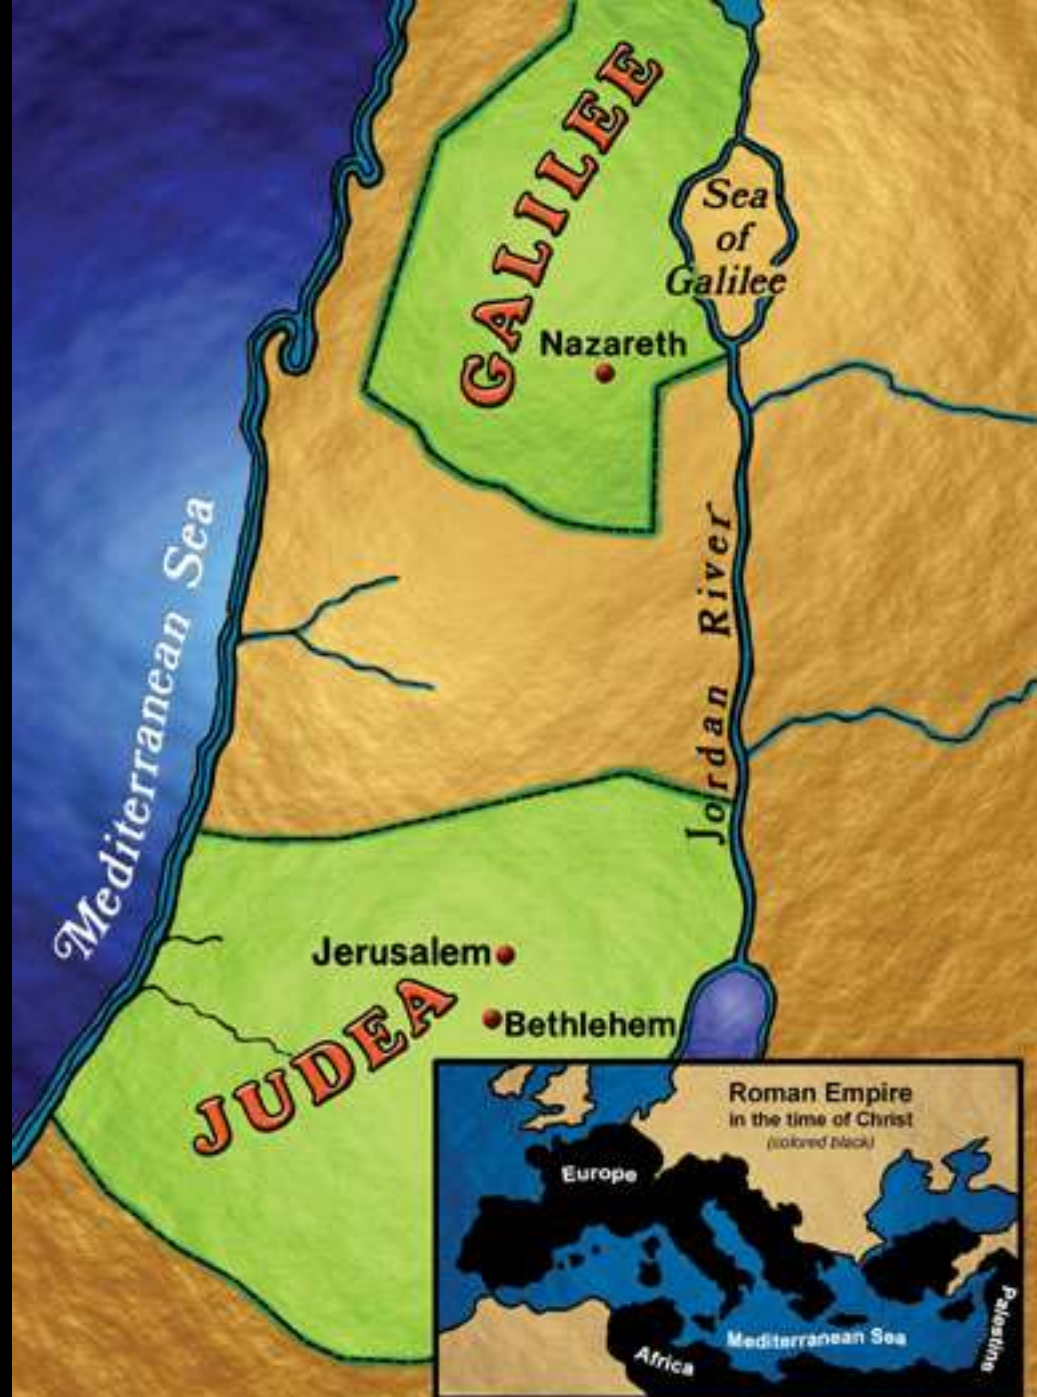 GALILEE
Sea
of
Galilee
Nazareth
Mediterranean Sea
Jordan River
Jerusalem
JUDEA
Bethlehem
Roman Empire
in the time of Christ
(colored black)
Europe
Mediterranean Sea
Africa
Palestine